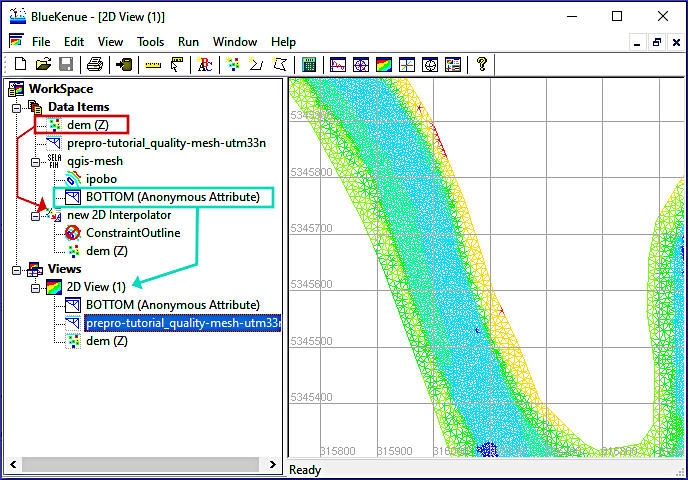 BlueKenue - [2D View (1)]
File Edit View Tools Run Window Help
WorkSpace
Data Items
dem (Z)
prepro-tutorial_quality-mesh-utm33n
SELA
FIN
qgis-mesh
ipobo
BOTTOM (Anonymous Attribute)
new 2D Interpolator
ConstraintOutline
dem (Z)
Views
2D View (1)
BOTTOM (Anonymous Attribute)
prepro-tutorial_quality-mesh-utm33n
dem (Z)
5345800
5345700
5345600
5345500
5345400
315800 315900
Ready